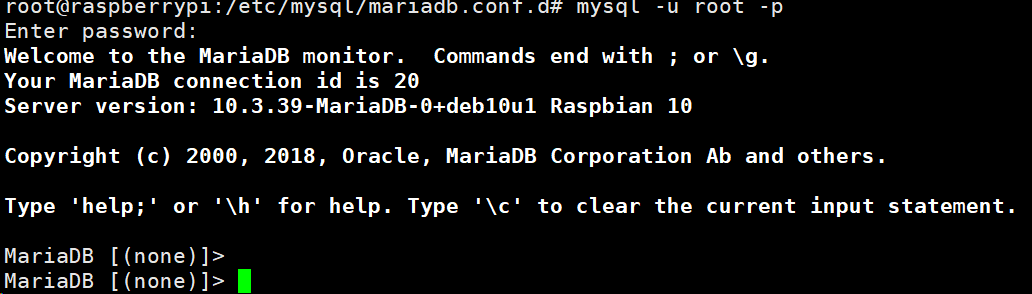 root@raspberrypi:/etc/mysql/mariadb.conf.d# mysql -u root -p
Enter password:
Welcome to the MariaDB monitor.  Commands end with ; or \g.
Your MariaDB connection id is 20
Server version: 10.3.39-MariaDB-0+deb10u1 Raspbian 10

Copyright (c) 2000, 2018, Oracle, MariaDB Corporation Ab and others.

Type 'help;' or '\h' for help. Type '\c' to clear the current input statement.

MariaDB [(none)]>
MariaDB [(none)]>